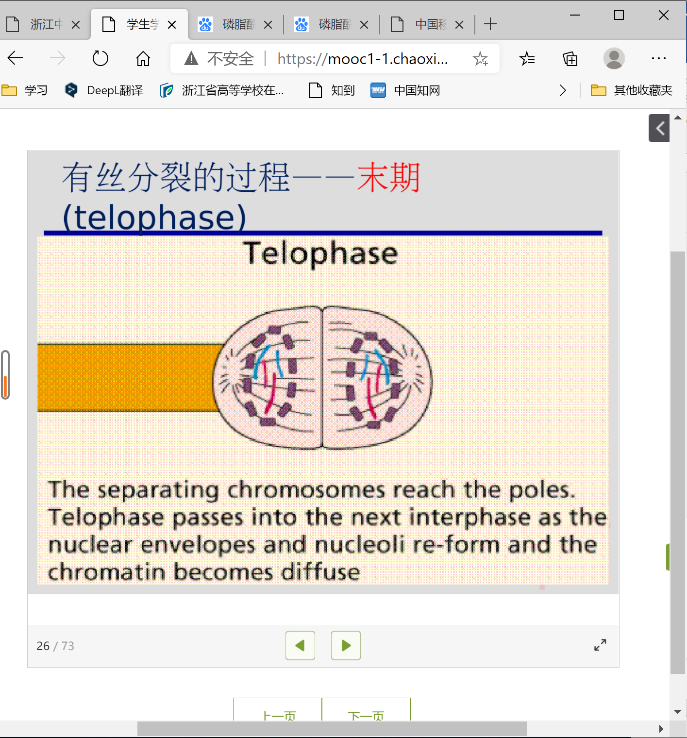 浙江中
学生学
磷脂酰
磷脂酰
中国科
不安全 | https://mooc1-1.chaoxi...
学习 DeepL翻译 浙江省高等学校在... 知到 中国知网 其他收藏夹
有丝分裂的过程——末期
(telophase)
Telophase
The separating chromosomes reach the poles.
Telophase passes into the next interphase as the
nuclear envelopes and nucleoli re-form and the
chromatin becomes diffuse
26 / 73
上一页 下一页